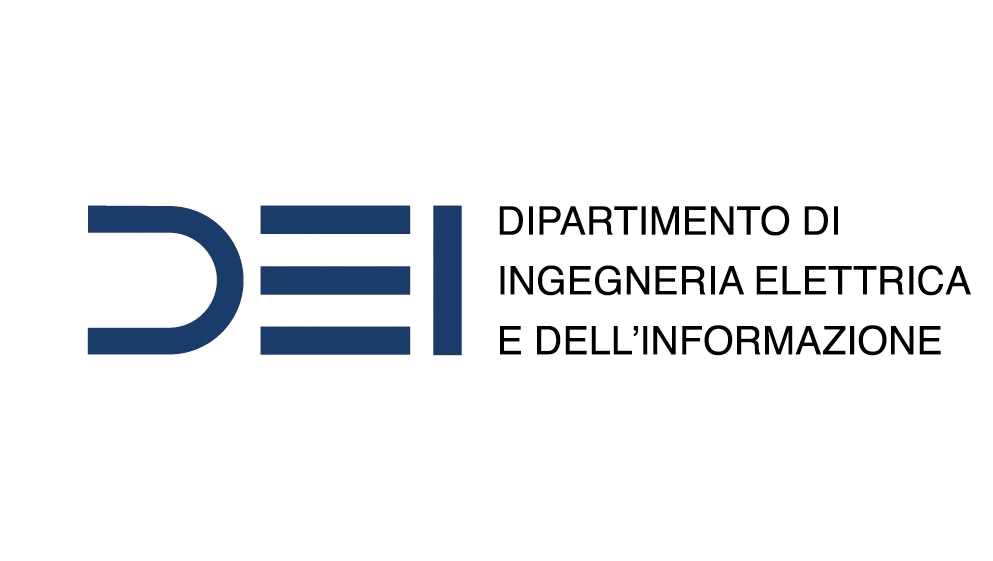 DEI
DIPARTIMENTO DI
INGEGNERIA ELETTRICA
E DELL’INFORMAZIONE